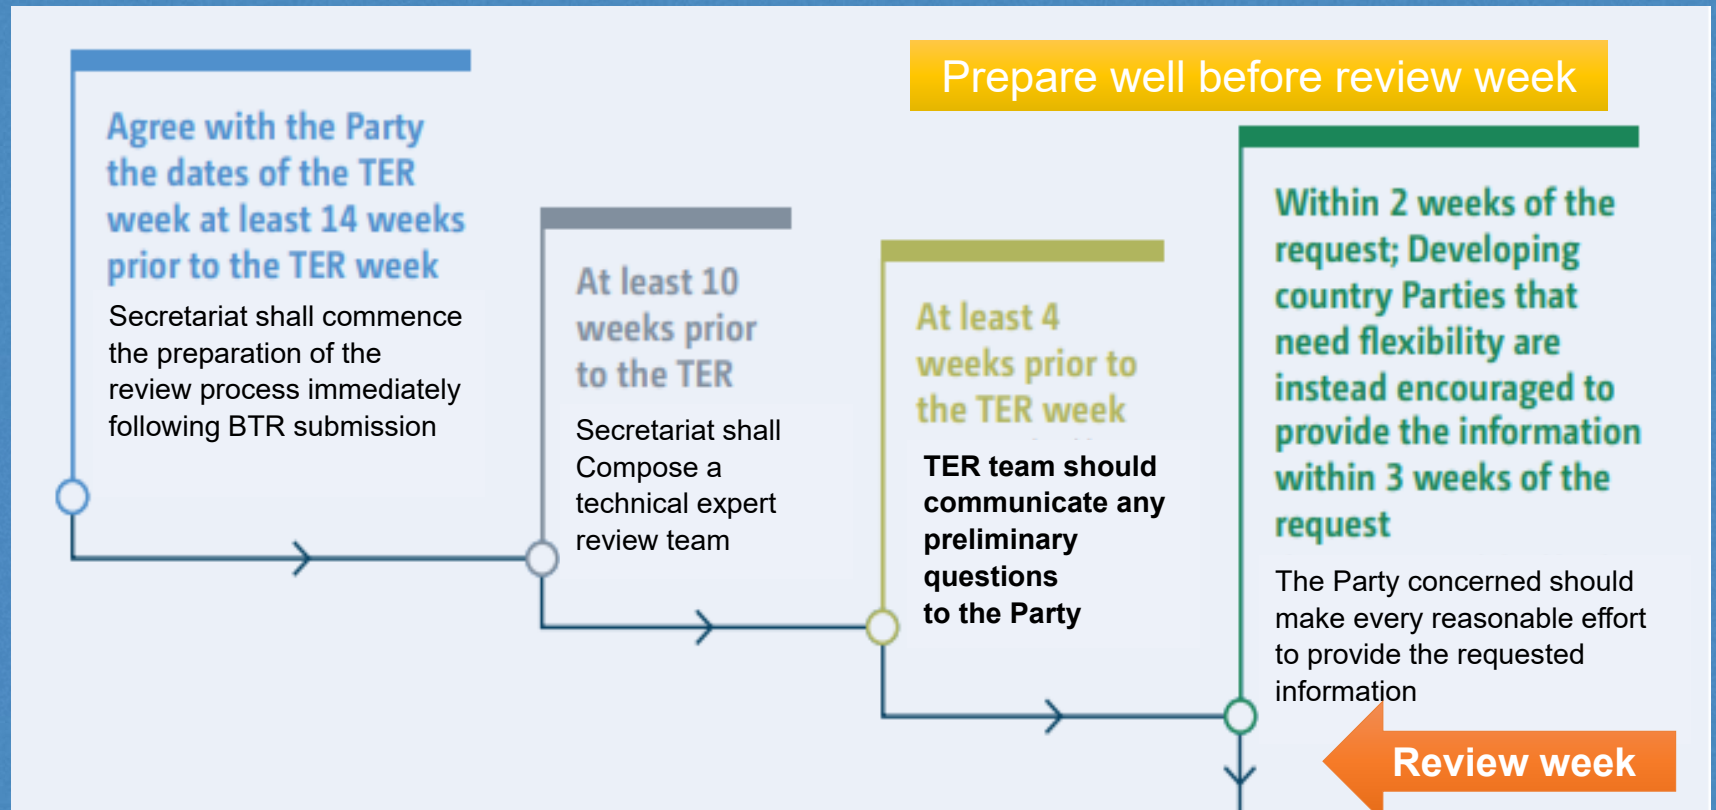 Prepare well before review week
Agree with the Party
the dates of the TER
week at least 14 weeks
prior to the TER week
Secretariat shall commence
the preparation of the
review process immediately
following BTR submission
At least 10
weeks prior
to the TER
Secretariat shall
Compose a
technical expert
review team
At least 4
weeks prior to
the TER week
TER team should
communicate any
preliminary
questions
to the Party
Within 2 weeks of the
request; Developing
country Parties that
need flexibility are
instead encouraged to
provide the information
within 3 weeks of the
request
The Party concerned should
make every reasonable effort
to provide the requested
information
Review week